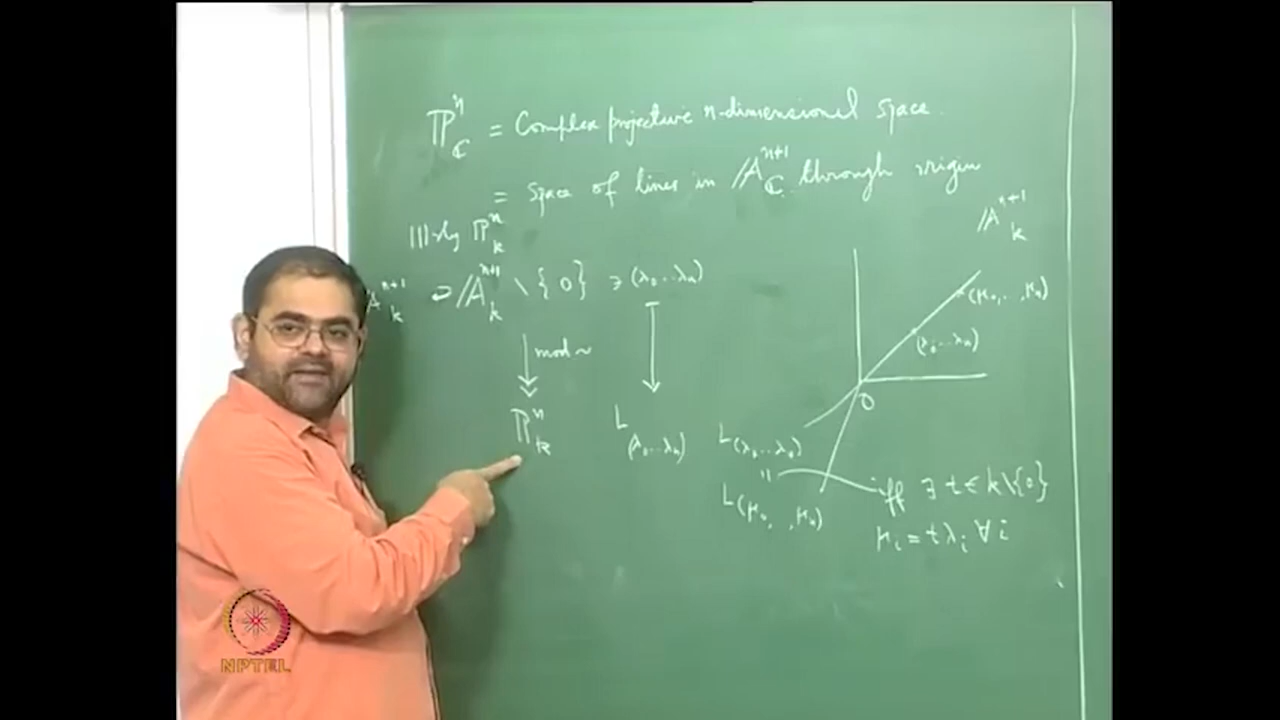 ℙⁿ_ℂ = Complex projective n-dimensional space.
= space of lines in 𝔸ⁿ⁺¹_ℂ through origin
|||ly ℙⁿ_k
𝔸ⁿ⁺¹_k
𝔸ⁿ⁺¹_k ⊃ 𝔸ⁿ⁺¹_k \ {0} ∋ (λ₀...λₙ)
mod ~
ℙⁿ_k
L_(λ₀...λₙ)
(μ₀,..,μₙ)
(λ₀...λₙ)
O
L_(λ₀...λₙ)
||
L_(μ₀, ,μₙ)
iff ∃ t ∈ k\{0}
μᵢ = tλᵢ ∀ i
NPTEL